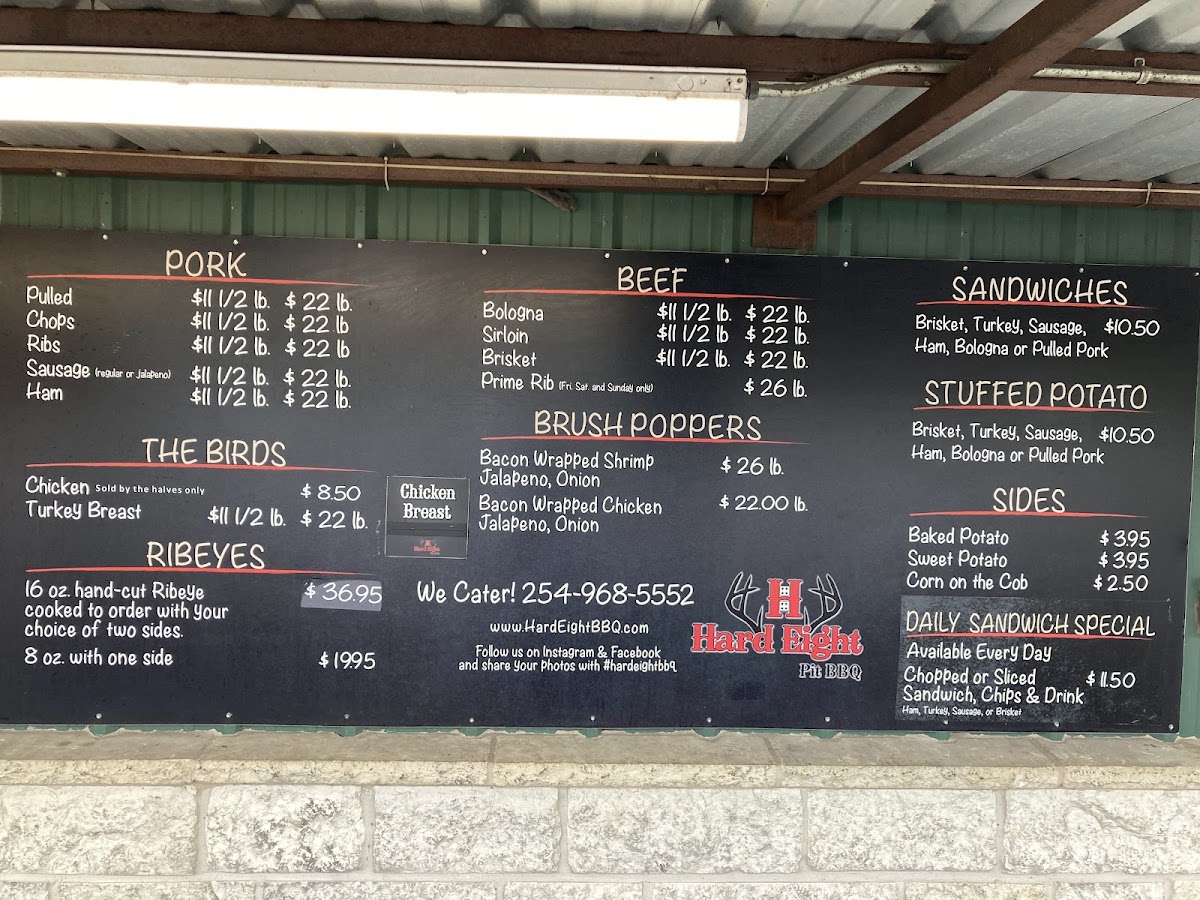 PORK
Pulled $11 1/2 lb. $ 22 lb.
Chops $11 1/2 lb. $ 22 lb
Ribs $11 1/2 lb. $ 22 lb
Sausage (regular or Jalapeno) $11 1/2 lb. $ 22 lb.
Ham $11 1/2 lb. $ 22 lb.
THE BIRDS
Chicken Sold by the halves only $ 8.50
Turkey Breast $11 1/2 lb. $ 22 lb.
RIBEYES
16 oz. hand-cut Ribeye $ 36.95
cooked to order with your
choice of two sides.
8 oz. with one side $ 19.95
Chicken
Breast
Hard Eight
BEEF
Bologna $11 1/2 lb. $ 22 lb.
Sirloin $11 1/2 lb $ 22 lb.
Brisket $11 1/2 lb. $ 22 lb.
Prime Rib (Fri. Sat. and Sunday only) $ 26 lb.
BRUSH POPPERS
Bacon Wrapped Shrimp $ 26 lb.
Jalapeno, Onion
Bacon Wrapped Chicken $ 22.00 lb.
Jalapeno, Onion
We Cater! 254-968-5552
www.HardEightBBQ.com
Follow us on Instagram & Facebook
and share your photos with #hardeightbbq
H
Hard Eight
Pit BBQ
SANDWICHES
Brisket, Turkey, Sausage, $10.50
Ham, Bologna or Pulled Pork
STUFFED POTATO
Brisket, Turkey, Sausage, $10.50
Ham, Bologna or Pulled Pork
SIDES
Baked Potato $ 3.95
Sweet Potato $ 3.95
Corn on the Cob $ 2.50
DAILY SANDWICH SPECIAL
Available Every Day
Chopped or Sliced $ 11.50
Sandwich, Chips & Drink
Ham, Turkey, Sausage, or Brisket